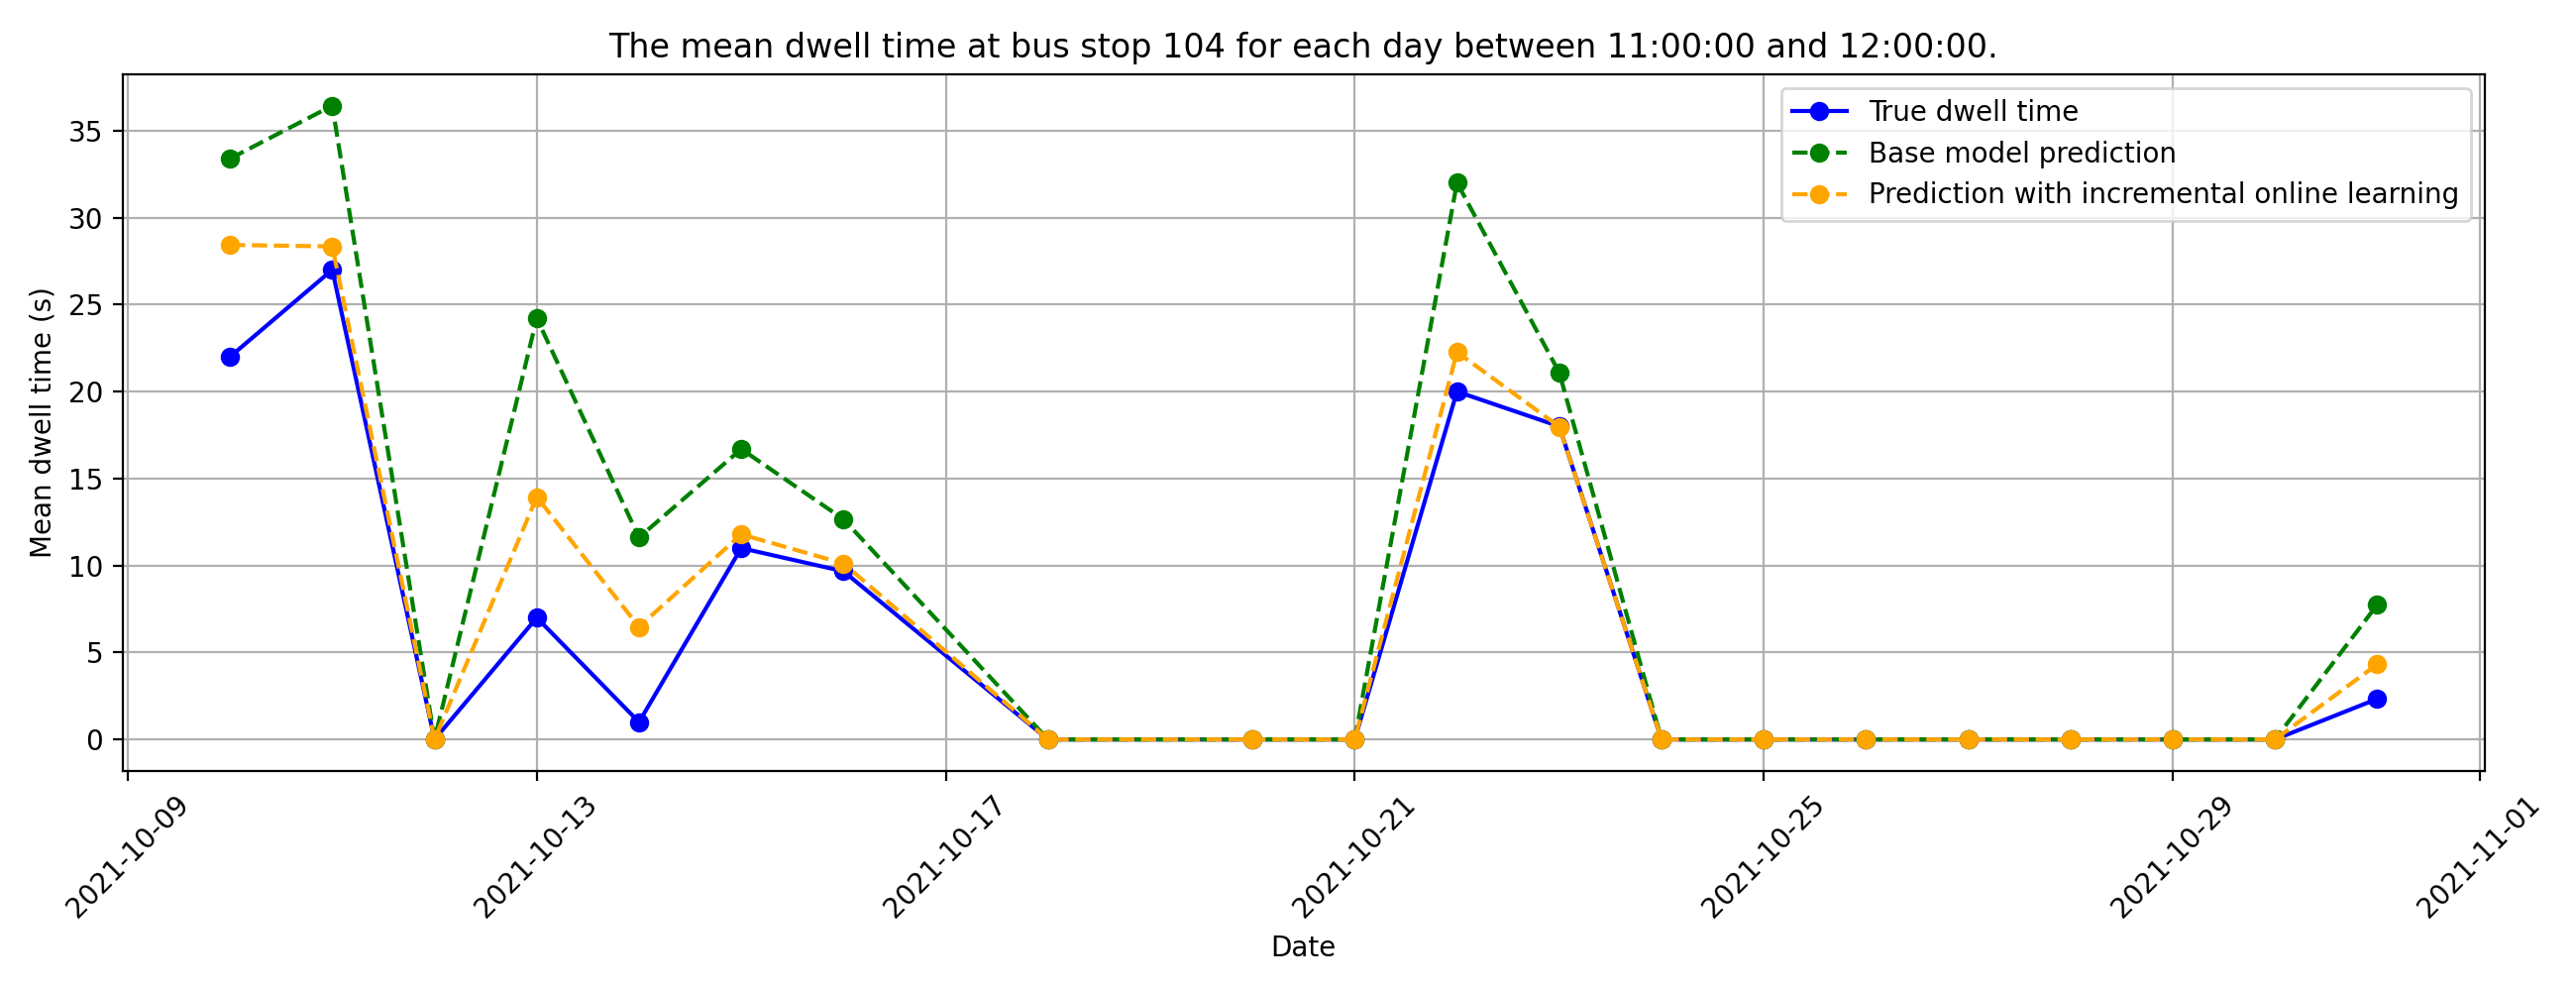 The mean dwell time at bus stop 104 for each day between 11:00:00 and 12:00:00.
True dwell time
Base model prediction
Prediction with incremental online learning
Mean dwell time (s)
35
30
25
20
15
10
5
0
2021-10-09
2021-10-13
2021-10-17
2021-10-21
2021-10-25
2021-10-29
2021-11-01
Date